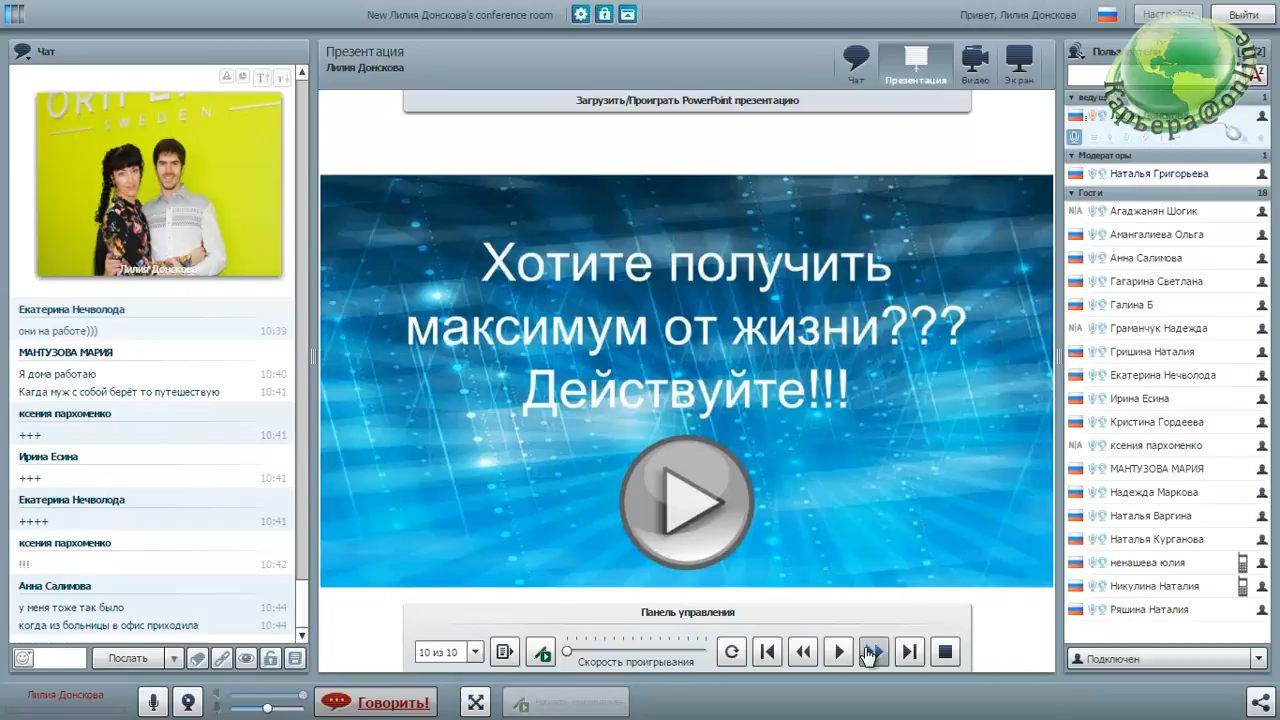 New Лилия Донскова's conference room
Привет, Лилия Донскова
Настройки
Выйти
Чат
ORIFLAME
SWEDEN
Лилия Донскова
Екатерина Нечволода
они на работе)))
10:39
МАНТУЗОВА МАРИЯ
Я дома работаю
10:40
Кагда муж с собой берёт то путешествую
10:41
ксения пархоменко
+++
10:41
Ирина Есина
+++
10:41
Екатерина Нечволода
++++
10:41
ксения пархоменко
!!!
10:42
Анна Салимова
у меня тоже так было
10:44
когда из больницы в офис приходила
10:44
Послать
Презентация
Лилия Донскова
Чат
Презентация
Видео
Экран
Загрузить/Проиграть PowerPoint презентацию
Хотите получить
максимум от жизни???
Действуйте!!!
Панель управления
10 из 10
Скорость проигрывания
Карьера@online
1
Модераторы
1
Наталья Григорьева
Гости
18
N|A Агаджанян Шогик
Амангалиева Ольга
Анна Салимова
Гагарина Светлана
Галина Б
N|A Граманчук Надежда
Гришина Наталия
Екатерина Нечволода
Ирина Есина
Кристина Гордеева
N|A ксения пархоменко
МАНТУЗОВА МАРИЯ
Надежда Маркова
Наталья Варгина
Наталья Курганова
ненашева юлия
Никулина Наталия
Ряшина Наталия
Подключен
Лилия Донскова
Говорить!